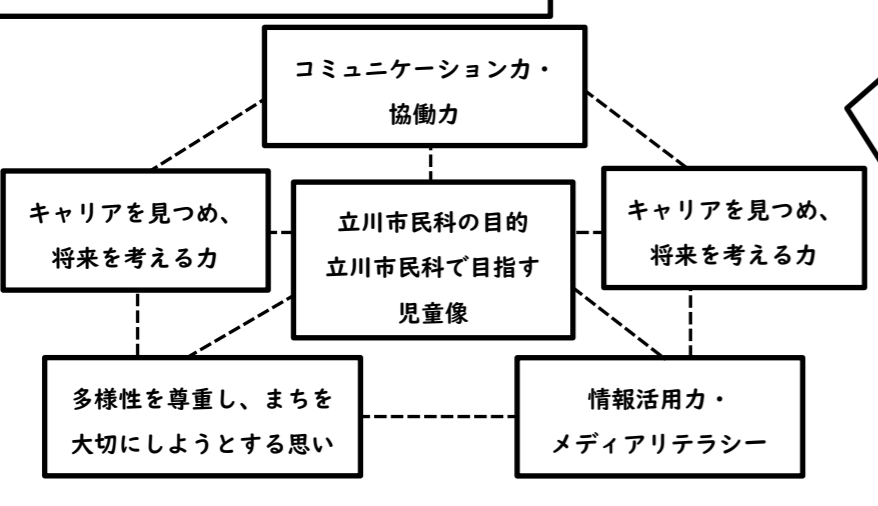 コミュニケーション力・
協働力
キャリアを見つめ、
将来を考える力
立川市民科の目的
立川市民科で目指す
児童像
キャリアを見つめ、
将来を考える力
多様性を尊重し、まちを
大切にしようとする思い
情報活用力・
メディアリテラシー